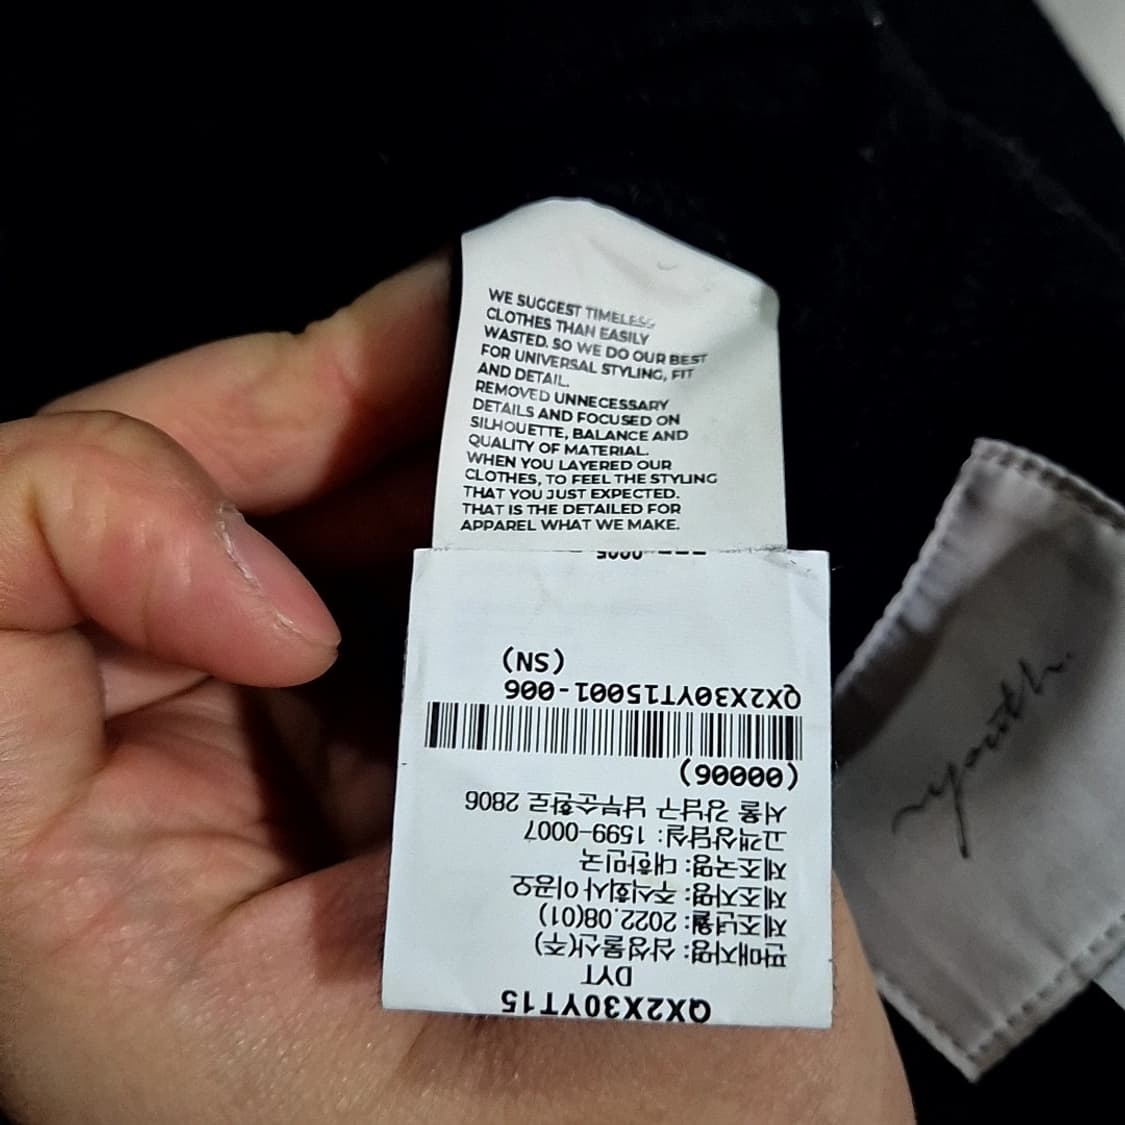 WE SUGGEST TIMELESS
CLOTHES THAN EASILY
WASTED. SO WE DO OUR BEST
FOR UNIVERSAL STYLING, FIT
AND DETAIL.
REMOVED UNNECESSARY
DETAILS AND FOCUSED ON
SILHOUETTE, BALANCE AND
QUALITY OF MATERIAL.
WHEN YOU LAYERED OUR
CLOTHES, TO FEEL THE STYLING
THAT YOU JUST EXPECTED.
THAT IS THE DETAILED FOR
APPAREL WHAT WE MAKE.
QX2X30YT15
DYT
판매자명: 삼성물산(주)
제조년월: 2022.08(01)
제조자명: 주식회사 이공오
제조국명: 대한민국
고객상담실: 1599-0007
서울 강남구 남부순환로 2806
(00006)
QX2X30YT15001-006
(SN)
youth.